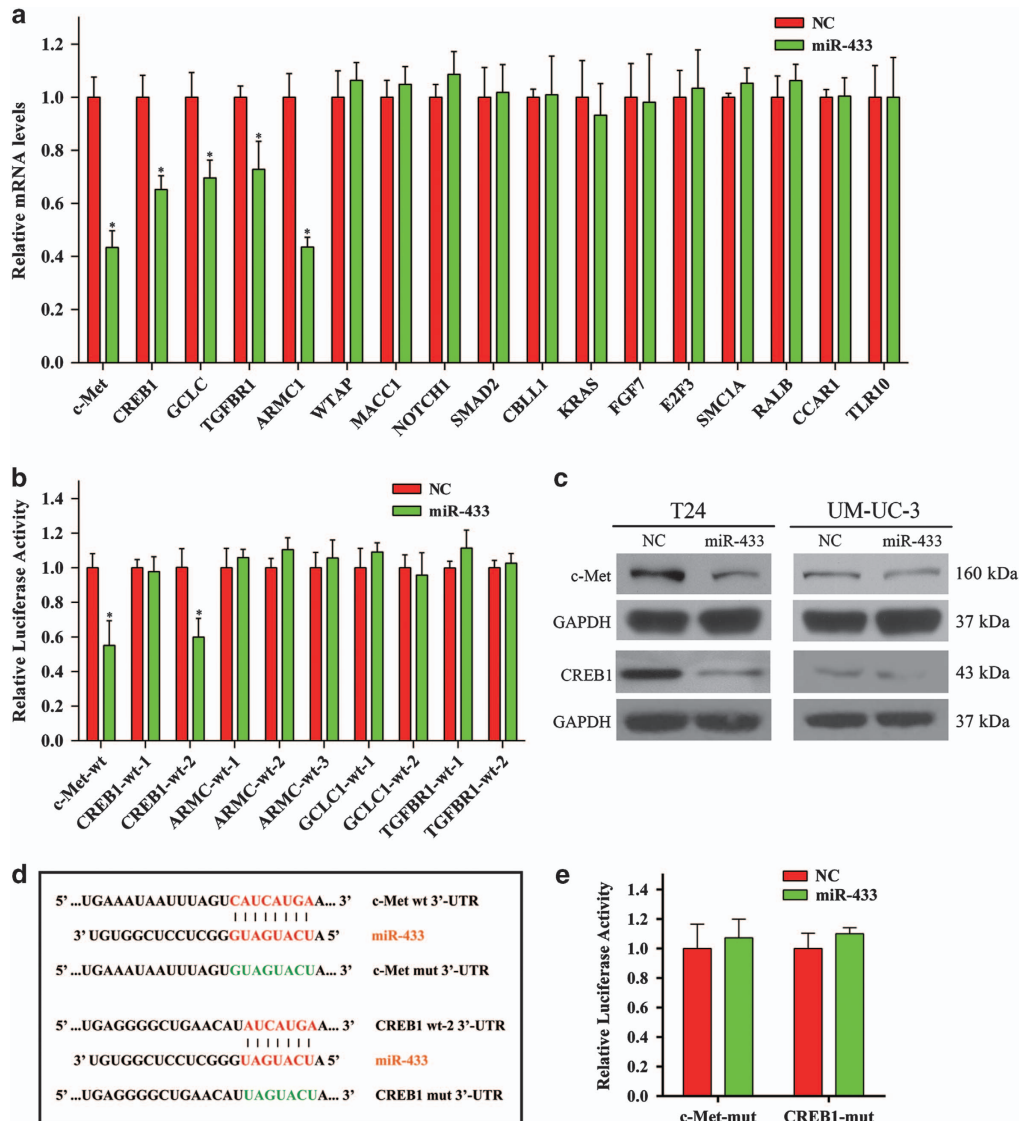 a
NC
miR-433
Relative mRNA levels
1.2
1.0
0.8
0.6
0.4
0.2
0.0
* * * * *
c-Met CREB1 GCLC TGFBR1 ARMC1 WTAP MACC1 NOTCH1 SMAD2 CBLL1 KRAS FGF7 E2F3 SMC1A RALB CCAR1 TLR10
b
NC
miR-433
Relative Luciferase Activity
1.4
1.2
1.0
0.8
0.6
0.4
0.2
0.0
* *
c-Met-wt CREB1-wt-1 CREB1-wt-2 ARMC-wt-1 ARMC-wt-2 ARMC-wt-3 GCLC1-wt-1 GCLC1-wt-2 TGFBR1-wt-1 TGFBR1-wt-2
c
T24 UM-UC-3
NC miR-433 NC miR-433
c-Met 160 kDa
GAPDH 37 kDa
CREB1 43 kDa
GAPDH 37 kDa
d
5' ...UGAAAUAAUUUAGUCAUCAUGAA... 3' c-Met wt 3'-UTR
3' UGUGGCUCCUCGGGUAGUACUA 5' miR-433
5' ...UGAAAUAAUUUAGUGUAGUACUA... 3' c-Met mut 3'-UTR
5' ...UGAGGGGCUGAACAUAUCAUGAA... 3' CREB1 wt-2 3'-UTR
3' UGUGGCUCCUCGGGUAGUACUA 5' miR-433
5' ...UGAGGGGCUGAACAUUAGUACUA... 3' CREB1 mut 3'-UTR
e
NC
miR-433
Relative Luciferase Activity
1.4
1.2
1.0
0.8
0.6
0.4
0.2
0.0
c-Met-mut CREB1-mut